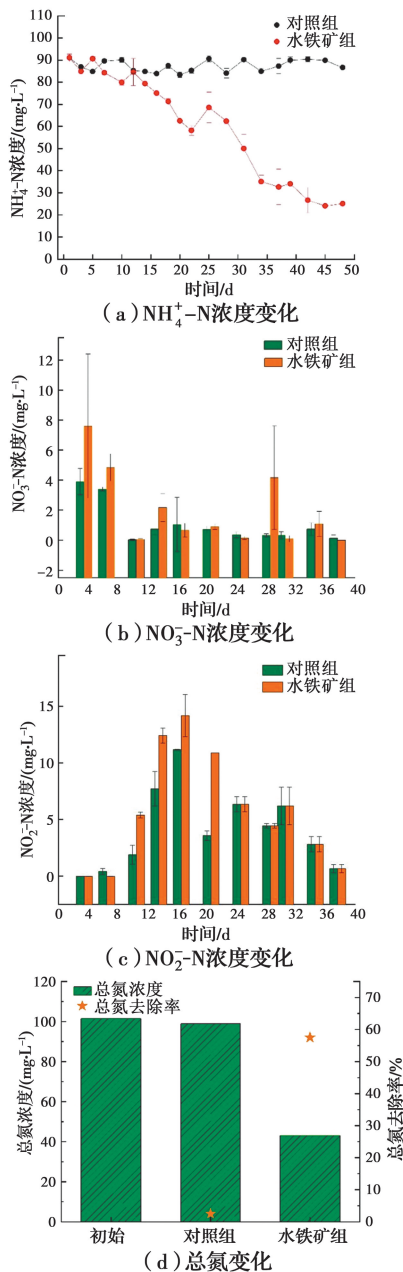 对照组
水铁矿组
NH₄⁺-N浓度/(mg·L⁻¹)
100
90
80
70
60
50
40
30
20
10
0
0 5 10 15 20 25 30 35 40 45 50
时间/d
(a) NH₄⁺-N浓度变化
对照组
水铁矿组
NO₃⁻-N浓度/(mg·L⁻¹)
12
10
8
6
4
2
0
-2
0 4 8 12 16 20 24 28 32 36 40
时间/d
(b) NO₃⁻-N浓度变化
对照组
水铁矿组
NO₂⁻-N浓度/(mg·L⁻¹)
15
10
5
0
0 4 8 12 16 20 24 28 32 36 40
时间/d
(c) NO₂⁻-N浓度变化
总氮浓度
总氮去除率
总氮浓度/(mg·L⁻¹)
120
100
80
60
40
20
0
70
60
50
40
30
20
10
0
总氮去除率/%
初始 对照组 水铁矿组
(d) 总氮变化